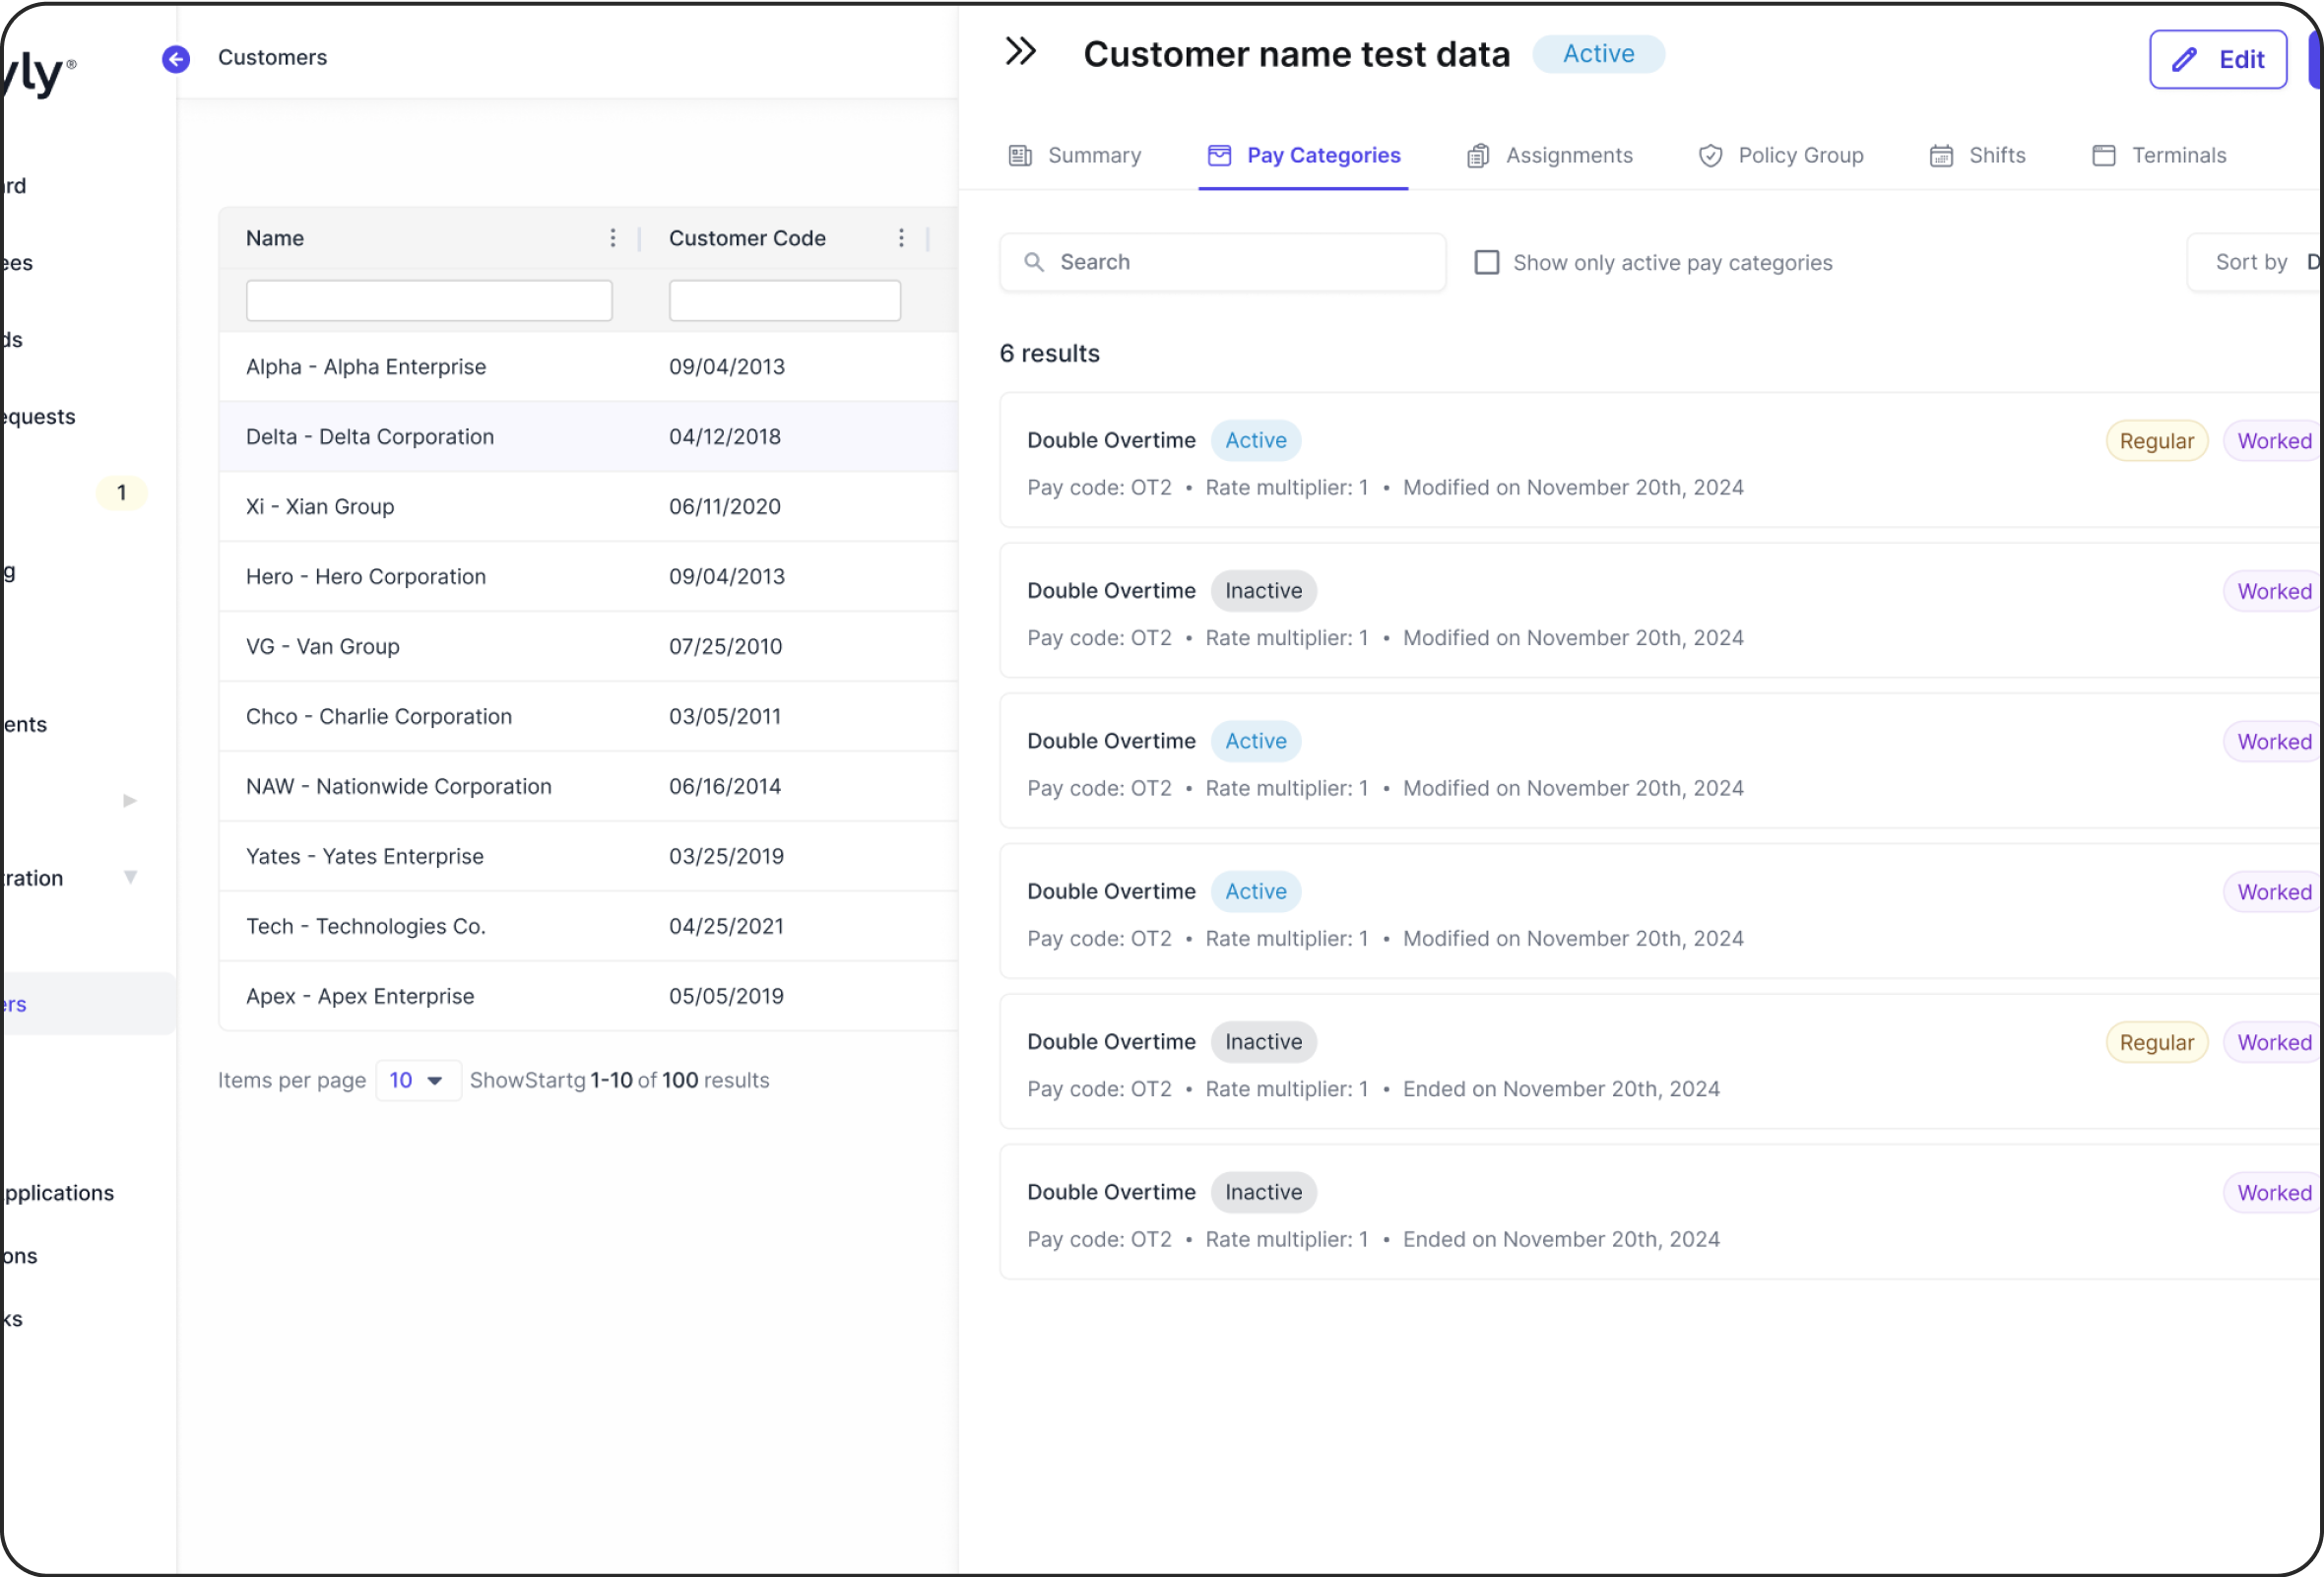 yly®
rd
ees
ds
equests
1
g
ents
ration
ers
pplications
ons
ks
Customers
Name
Customer Code
Alpha - Alpha Enterprise 09/04/2013
Delta - Delta Corporation 04/12/2018
Xi - Xian Group 06/11/2020
Hero - Hero Corporation 09/04/2013
VG - Van Group 07/25/2010
Chco - Charlie Corporation 03/05/2011
NAW - Nationwide Corporation 06/16/2014
Yates - Yates Enterprise 03/25/2019
Tech - Technologies Co. 04/25/2021
Apex - Apex Enterprise 05/05/2019
Items per page 10 ShowStartg 1-10 of 100 results
Customer name test data Active
Edit
Summary Pay Categories Assignments Policy Group Shifts Terminals
Search Show only active pay categories Sort by D
6 results
Double Overtime Active Regular Worked
Pay code: OT2 • Rate multiplier: 1 • Modified on November 20th, 2024
Double Overtime Inactive Worked
Pay code: OT2 • Rate multiplier: 1 • Modified on November 20th, 2024
Double Overtime Active Worked
Pay code: OT2 • Rate multiplier: 1 • Modified on November 20th, 2024
Double Overtime Active Worked
Pay code: OT2 • Rate multiplier: 1 • Modified on November 20th, 2024
Double Overtime Inactive Regular Worked
Pay code: OT2 • Rate multiplier: 1 • Ended on November 20th, 2024
Double Overtime Inactive Worked
Pay code: OT2 • Rate multiplier: 1 • Ended on November 20th, 2024